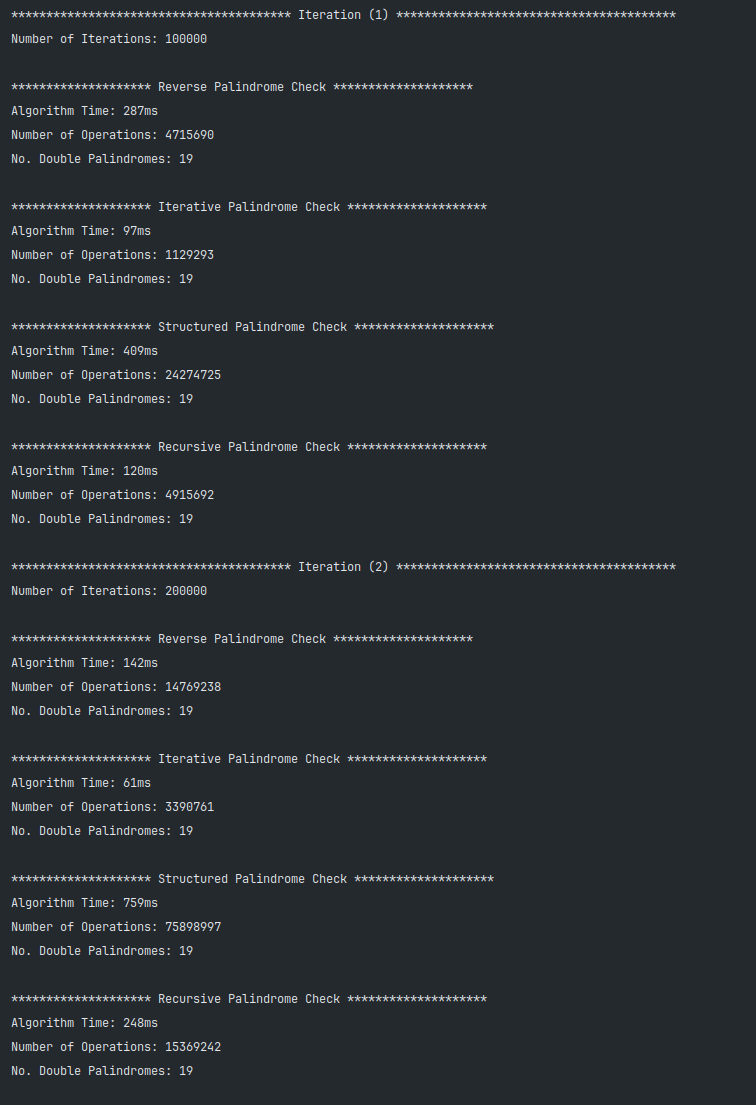 **************************************** Iteration (1) ****************************************
Number of Iterations: 100000
******************** Reverse Palindrome Check ********************
Algorithm Time: 287ms
Number of Operations: 4715690
No. Double Palindromes: 19
******************** Iterative Palindrome Check ********************
Algorithm Time: 97ms
Number of Operations: 1129293
No. Double Palindromes: 19
******************** Structured Palindrome Check ********************
Algorithm Time: 409ms
Number of Operations: 24274725
No. Double Palindromes: 19
******************** Recursive Palindrome Check ********************
Algorithm Time: 120ms
Number of Operations: 4915692
No. Double Palindromes: 19
**************************************** Iteration (2) ****************************************
Number of Iterations: 200000
******************** Reverse Palindrome Check ********************
Algorithm Time: 142ms
Number of Operations: 14769238
No. Double Palindromes: 19
******************** Iterative Palindrome Check ********************
Algorithm Time: 61ms
Number of Operations: 3390761
No. Double Palindromes: 19
******************** Structured Palindrome Check ********************
Algorithm Time: 759ms
Number of Operations: 75898997
No. Double Palindromes: 19
******************** Recursive Palindrome Check ********************
Algorithm Time: 248ms
Number of Operations: 15369242
No. Double Palindromes: 19